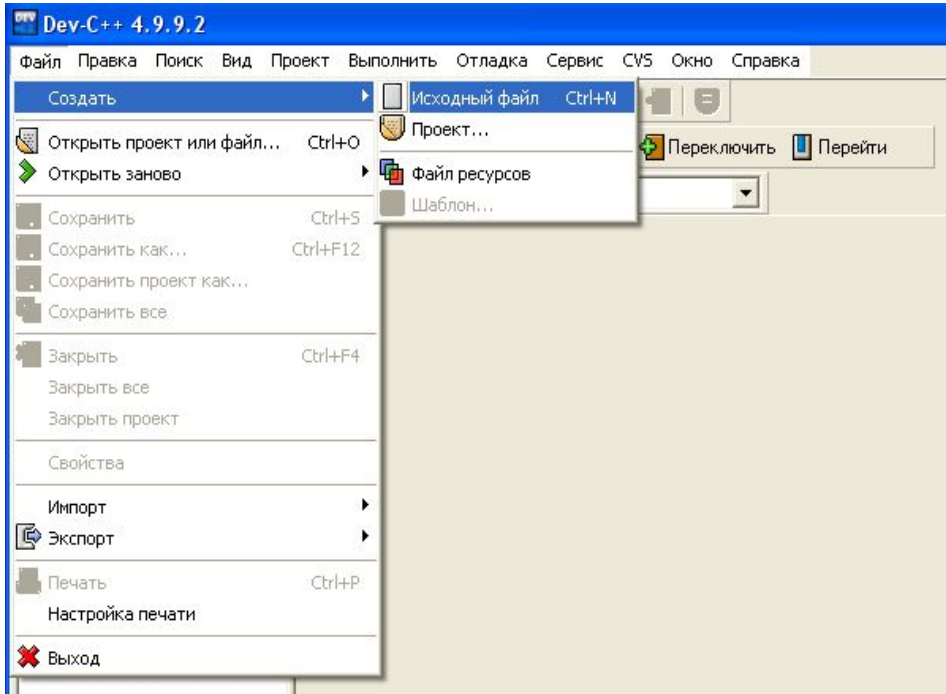 Dev-C++ 4.9.9.2
Файл Правка Поиск Вид Проект Выполнить Отладка Сервис CVS Окно Справка
Создать
Исходный файл Ctrl+N
Проект...
Файл ресурсов
Шаблон...
Переключить Перейти
Открыть проект или файл... Ctrl+O
Открыть заново
Сохранить Ctrl+S
Сохранить как... Ctrl+F12
Сохранить проект как...
Сохранить все
Закрыть Ctrl+F4
Закрыть все
Закрыть проект
Свойства
Импорт
Экспорт
Печать Ctrl+P
Настройка печати
Выход